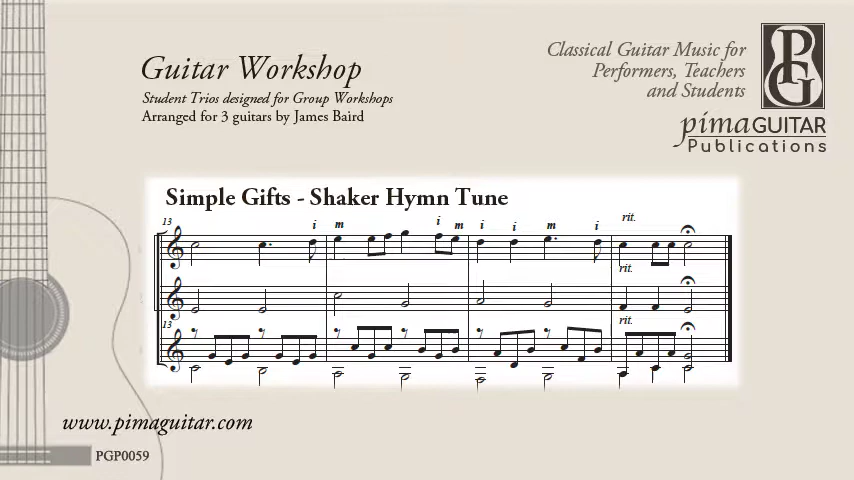 Guitar Workshop
Student Trios designed for Group Workshops
Arranged for 3 guitars by James Baird
Classical Guitar Music for
Performers, Teachers
and Students
PG
pimaGUITAR
Publications
Simple Gifts - Shaker Hymn Tune
13
i m i m i i m i rit.
rit.
13
rit.
www.pimaguitar.com
PGP0059